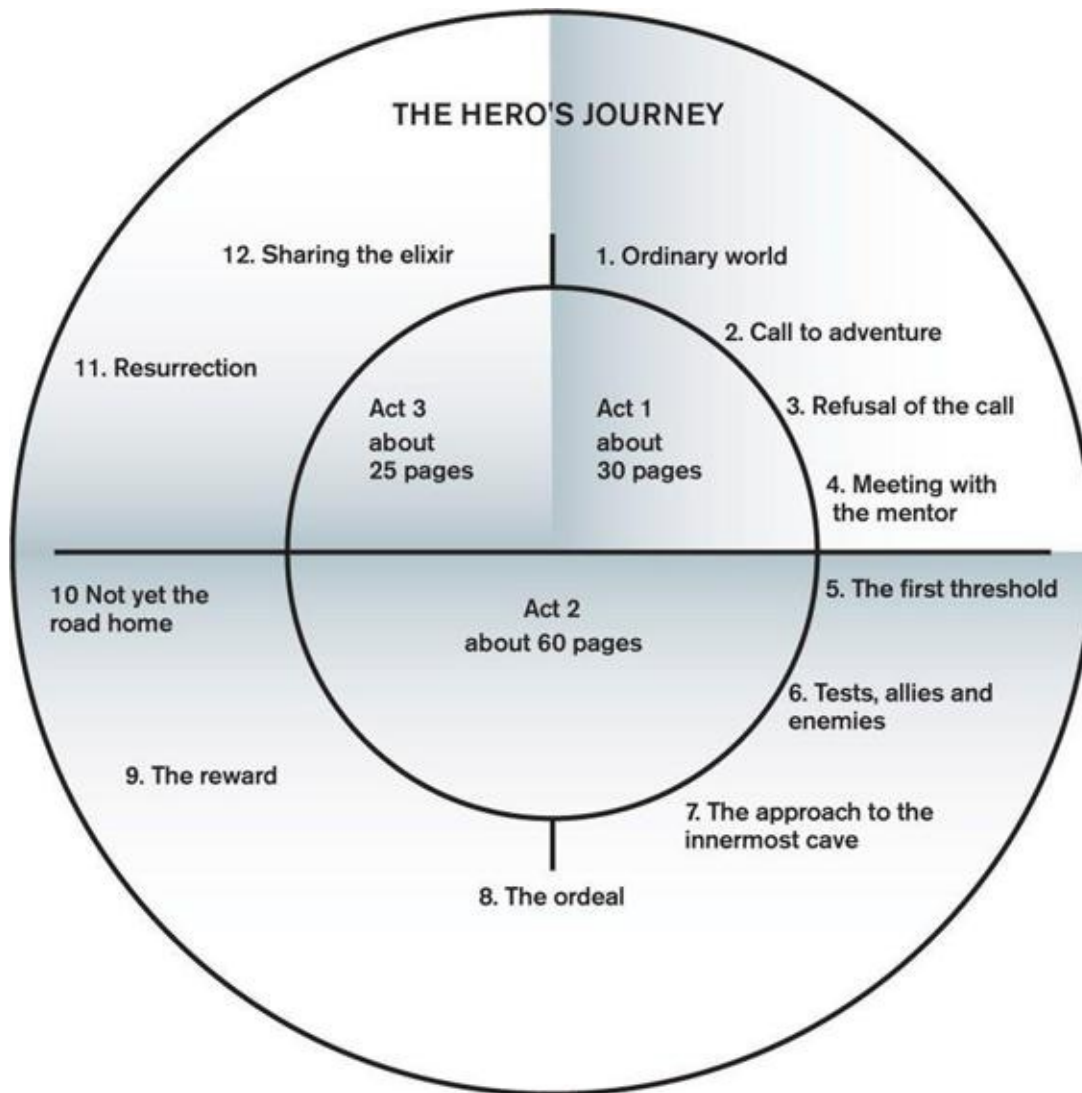 THE HERO'S JOURNEY
12. Sharing the elixir
1. Ordinary world
2. Call to adventure
11. Resurrection
3. Refusal of the call
Act 3
about
25 pages
Act 1
about
30 pages
4. Meeting with
the mentor
10 Not yet the
road home
5. The first threshold
Act 2
about 60 pages
6. Tests, allies and
enemies
9. The reward
7. The approach to the
innermost cave
8. The ordeal